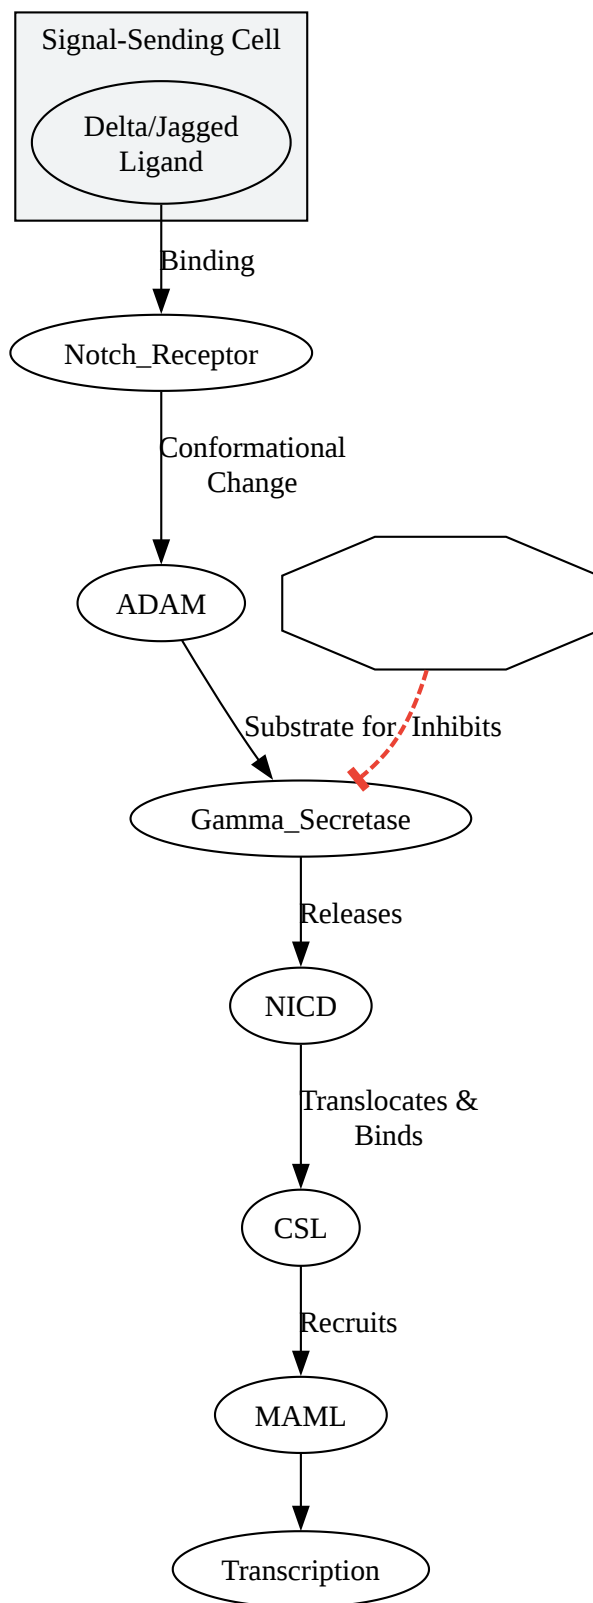 Signal-Sending Cell
Delta/Jagged
Ligand
Binding
Notch_Receptor
Conformational
Change
ADAM
Substrate for
Inhibits
Gamma_Secretase
Releases
NICD
Translocates &
Binds
CSL
Recruits
MAML
Transcription